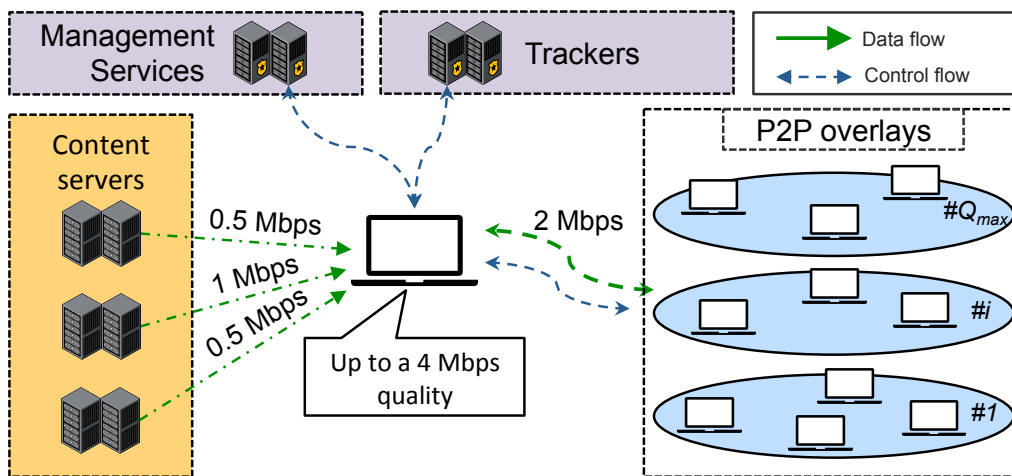 Management
Services
Trackers
Data flow
Control flow
Content
servers
0.5 Mbps
1 Mbps
0.5 Mbps
2 Mbps
Up to a 4 Mbps
quality
P2P overlays
#Qmax
#i
#1